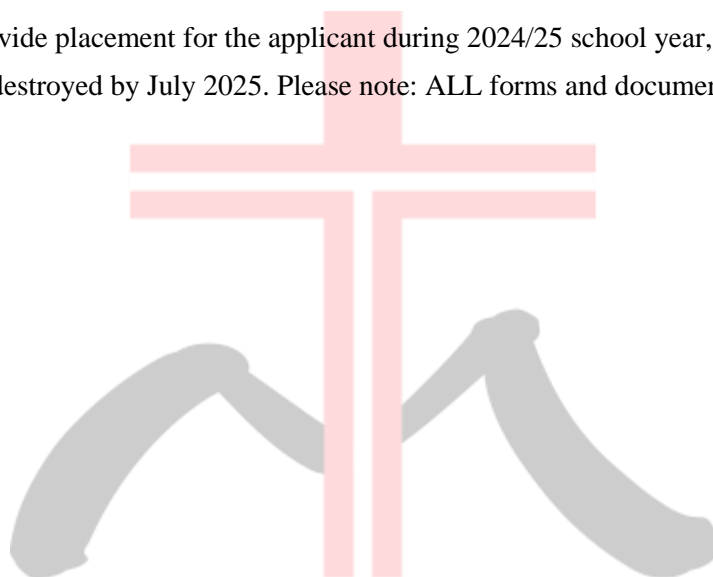 vide placement for the applicant during 2024/25 school year,
destroyed by July 2025. Please note: ALL forms and documen